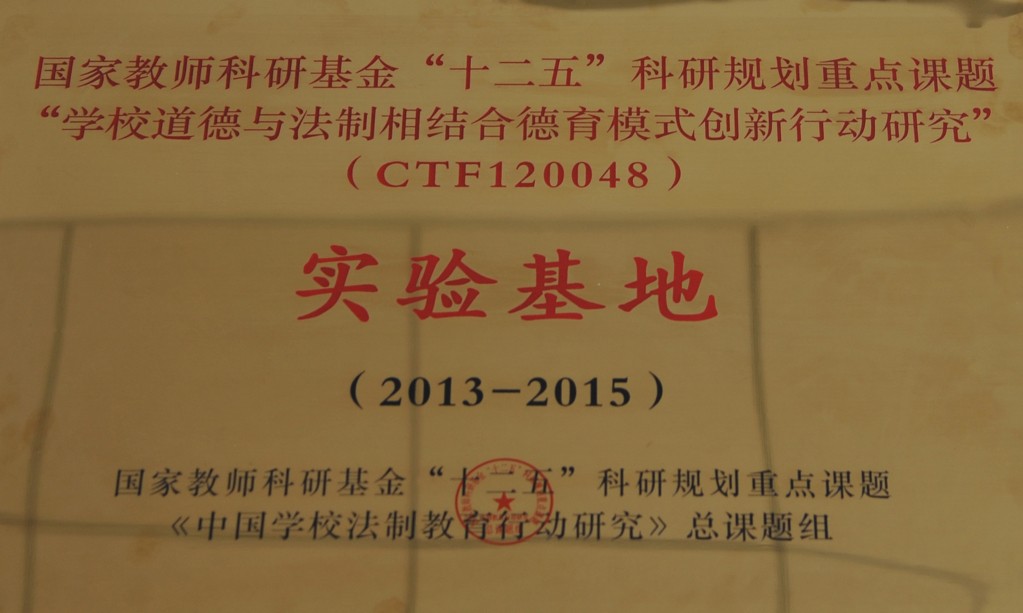 国家教师科研基金“十二五”科研规划重点课题
“学校道德与法制相结合德育模式创新行动研究”
（CTF120048）
实验基地
（2013－2015）
国家教师科研基金“十二五”科研规划重点课题
《中国学校法制教育行动研究》总课题组